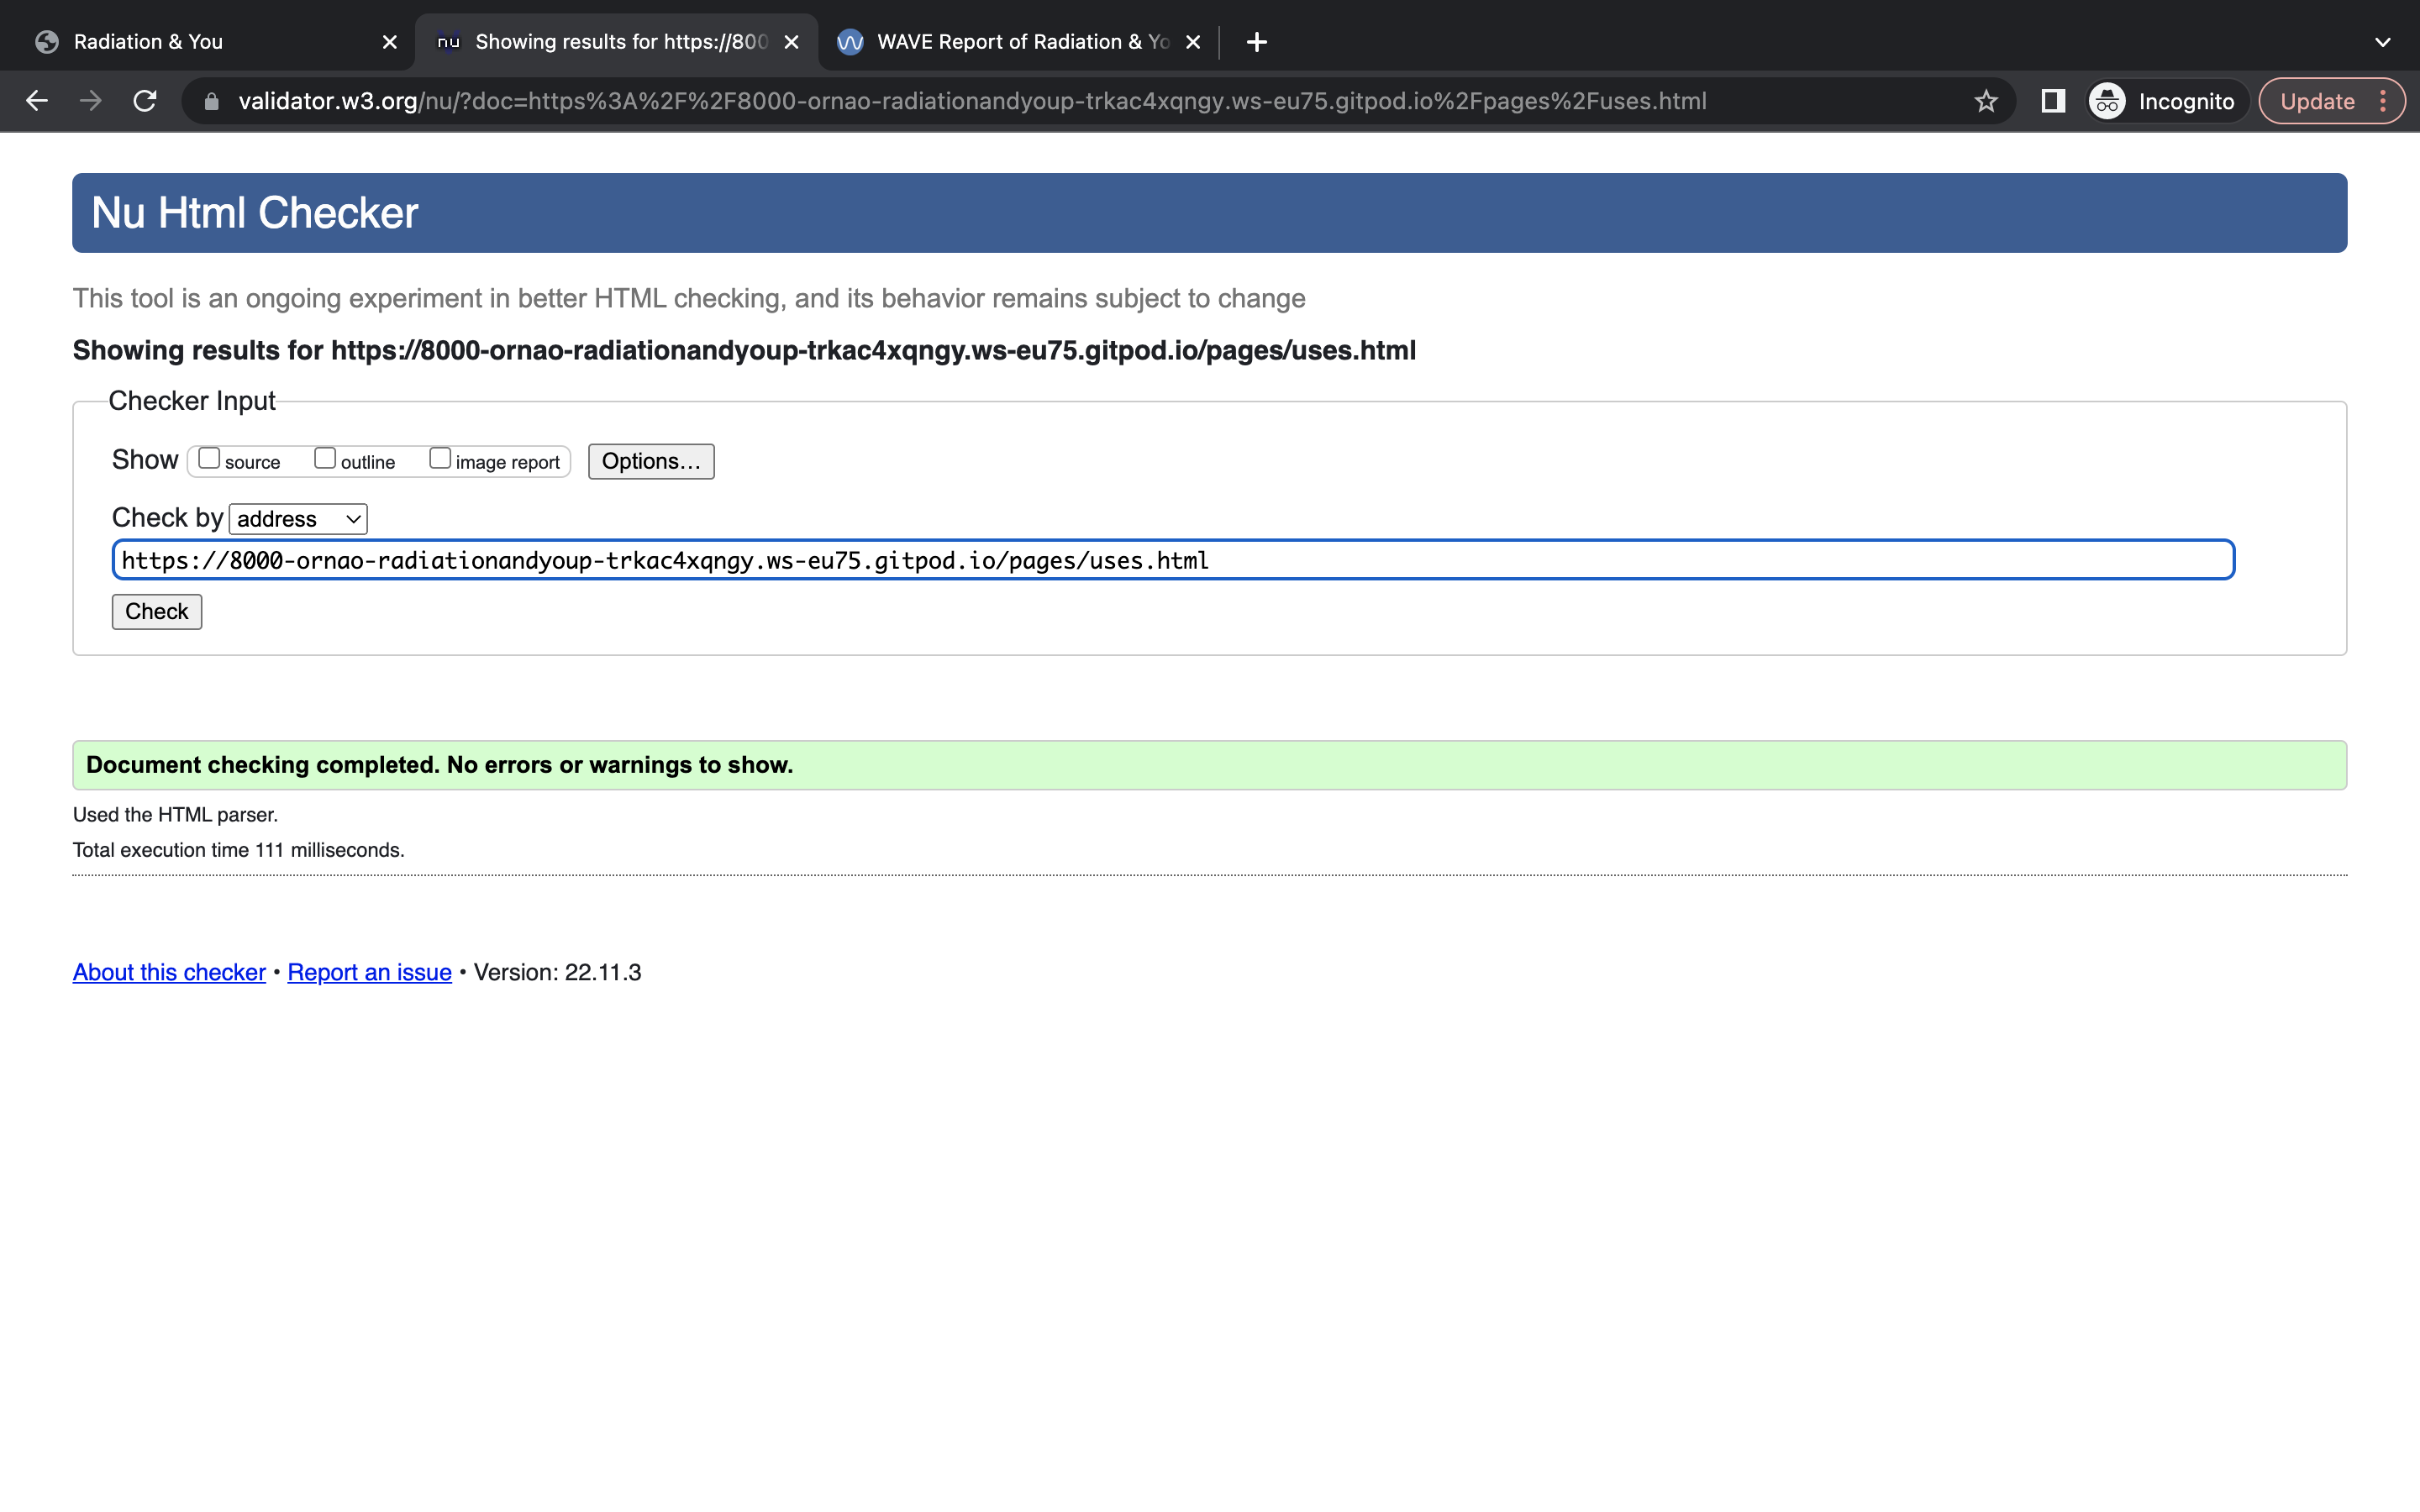 Radiation & You
nu Showing results for https://800
WAVE Report of Radiation & Yo
validator.w3.org/nu/?doc=https%3A%2F%2F8000-ornao-radiationandyoup-trkac4xqngy.ws-eu75.gitpod.io%2Fpages%2Fuses.html
Incognito
Update
Nu Html Checker
This tool is an ongoing experiment in better HTML checking, and its behavior remains subject to change
Showing results for https://8000-ornao-radiationandyoup-trkac4xqngy.ws-eu75.gitpod.io/pages/uses.html
Checker Input
Show source outline image report Options...
Check by address
https://8000-ornao-radiationandyoup-trkac4xqngy.ws-eu75.gitpod.io/pages/uses.html
Check
Document checking completed. No errors or warnings to show.
Used the HTML parser.
Total execution time 111 milliseconds.
About this checker • Report an issue • Version: 22.11.3